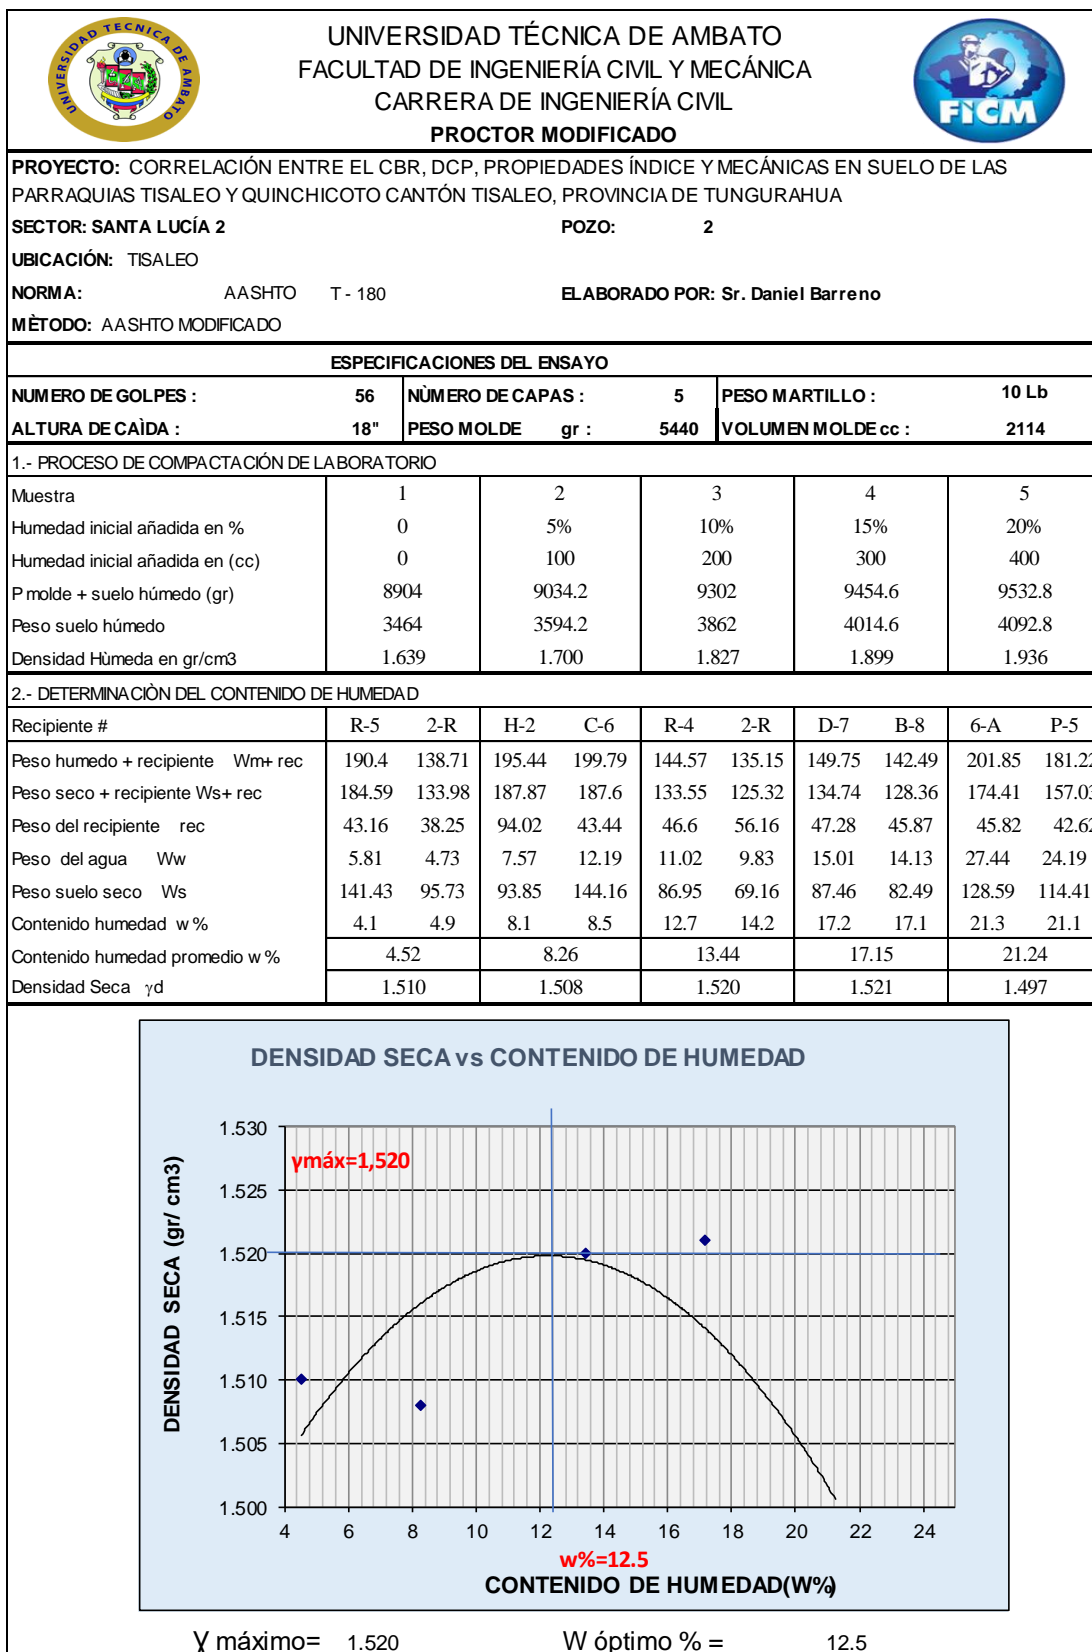 UNIVERSIDAD TECNICA DE AMBATO
UNIVERSIDAD TÉCNICA DE AMBATO
FACULTAD DE INGENIERÍA CIVIL Y MECÁNICA
CARRERA DE INGENIERÍA CIVIL
PROCTOR MODIFICADO
FICM
PROYECTO: CORRELACIÓN ENTRE EL CBR, DCP, PROPIEDADES ÍNDICE Y MECÁNICAS EN SUELO DE LAS
PARRAQUIAS TISALEO Y QUINCHICOTO CANTÓN TISALEO, PROVINCIA DE TUNGURAHUA
SECTOR: SANTA LUCÍA 2 POZO: 2
UBICACIÓN: TISALEO
NORMA: AASHTO T - 180 ELABORADO POR: Sr. Daniel Barreno
MÈTODO: AASHTO MODIFICADO
ESPECIFICACIONES DEL ENSAYO
NUMERO DE GOLPES : 56 NÙMERO DE CAPAS : 5 PESO MARTILLO : 10 Lb
ALTURA DE CAÌDA : 18" PESO MOLDE gr : 5440 VOLUMEN MOLDE cc : 2114
1.- PROCESO DE COMPACTACIÓN DE LABORATORIO
Muestra 1 2 3 4 5
Humedad inicial añadida en % 0 5% 10% 15% 20%
Humedad inicial añadida en (cc) 0 100 200 300 400
P molde + suelo húmedo (gr) 8904 9034.2 9302 9454.6 9532.8
Peso suelo húmedo 3464 3594.2 3862 4014.6 4092.8
Densidad Hùmeda en gr/cm3 1.639 1.700 1.827 1.899 1.936
2.- DETERMINACIÒN DEL CONTENIDO DE HUMEDAD
Recipiente # R-5 2-R H-2 C-6 R-4 2-R D-7 B-8 6-A P-5
Peso humedo + recipiente Wm+ rec 190.4 138.71 195.44 199.79 144.57 135.15 149.75 142.49 201.85 181.22
Peso seco + recipiente Ws+ rec 184.59 133.98 187.87 187.6 133.55 125.32 134.74 128.36 174.41 157.03
Peso del recipiente rec 43.16 38.25 94.02 43.44 46.6 56.16 47.28 45.87 45.82 42.62
Peso del agua Ww 5.81 4.73 7.57 12.19 11.02 9.83 15.01 14.13 27.44 24.19
Peso suelo seco Ws 141.43 95.73 93.85 144.16 86.95 69.16 87.46 82.49 128.59 114.41
Contenido humedad w% 4.1 4.9 8.1 8.5 12.7 14.2 17.2 17.1 21.3 21.1
Contenido humedad promedio w% 4.52 8.26 13.44 17.15 21.24
Densidad Seca γd 1.510 1.508 1.520 1.521 1.497
DENSIDAD SECA vs CONTENIDO DE HUMEDAD
DENSIDAD SECA (gr/ cm3)
1.530
γmáx=1,520
1.525
1.520
1.515
1.510
1.505
1.500
4 6 8 10 12 14 16 18 20 22 24
w%=12.5
CONTENIDO DE HUMEDAD(W%)
γ máximo= 1.520 W óptimo % = 12.5